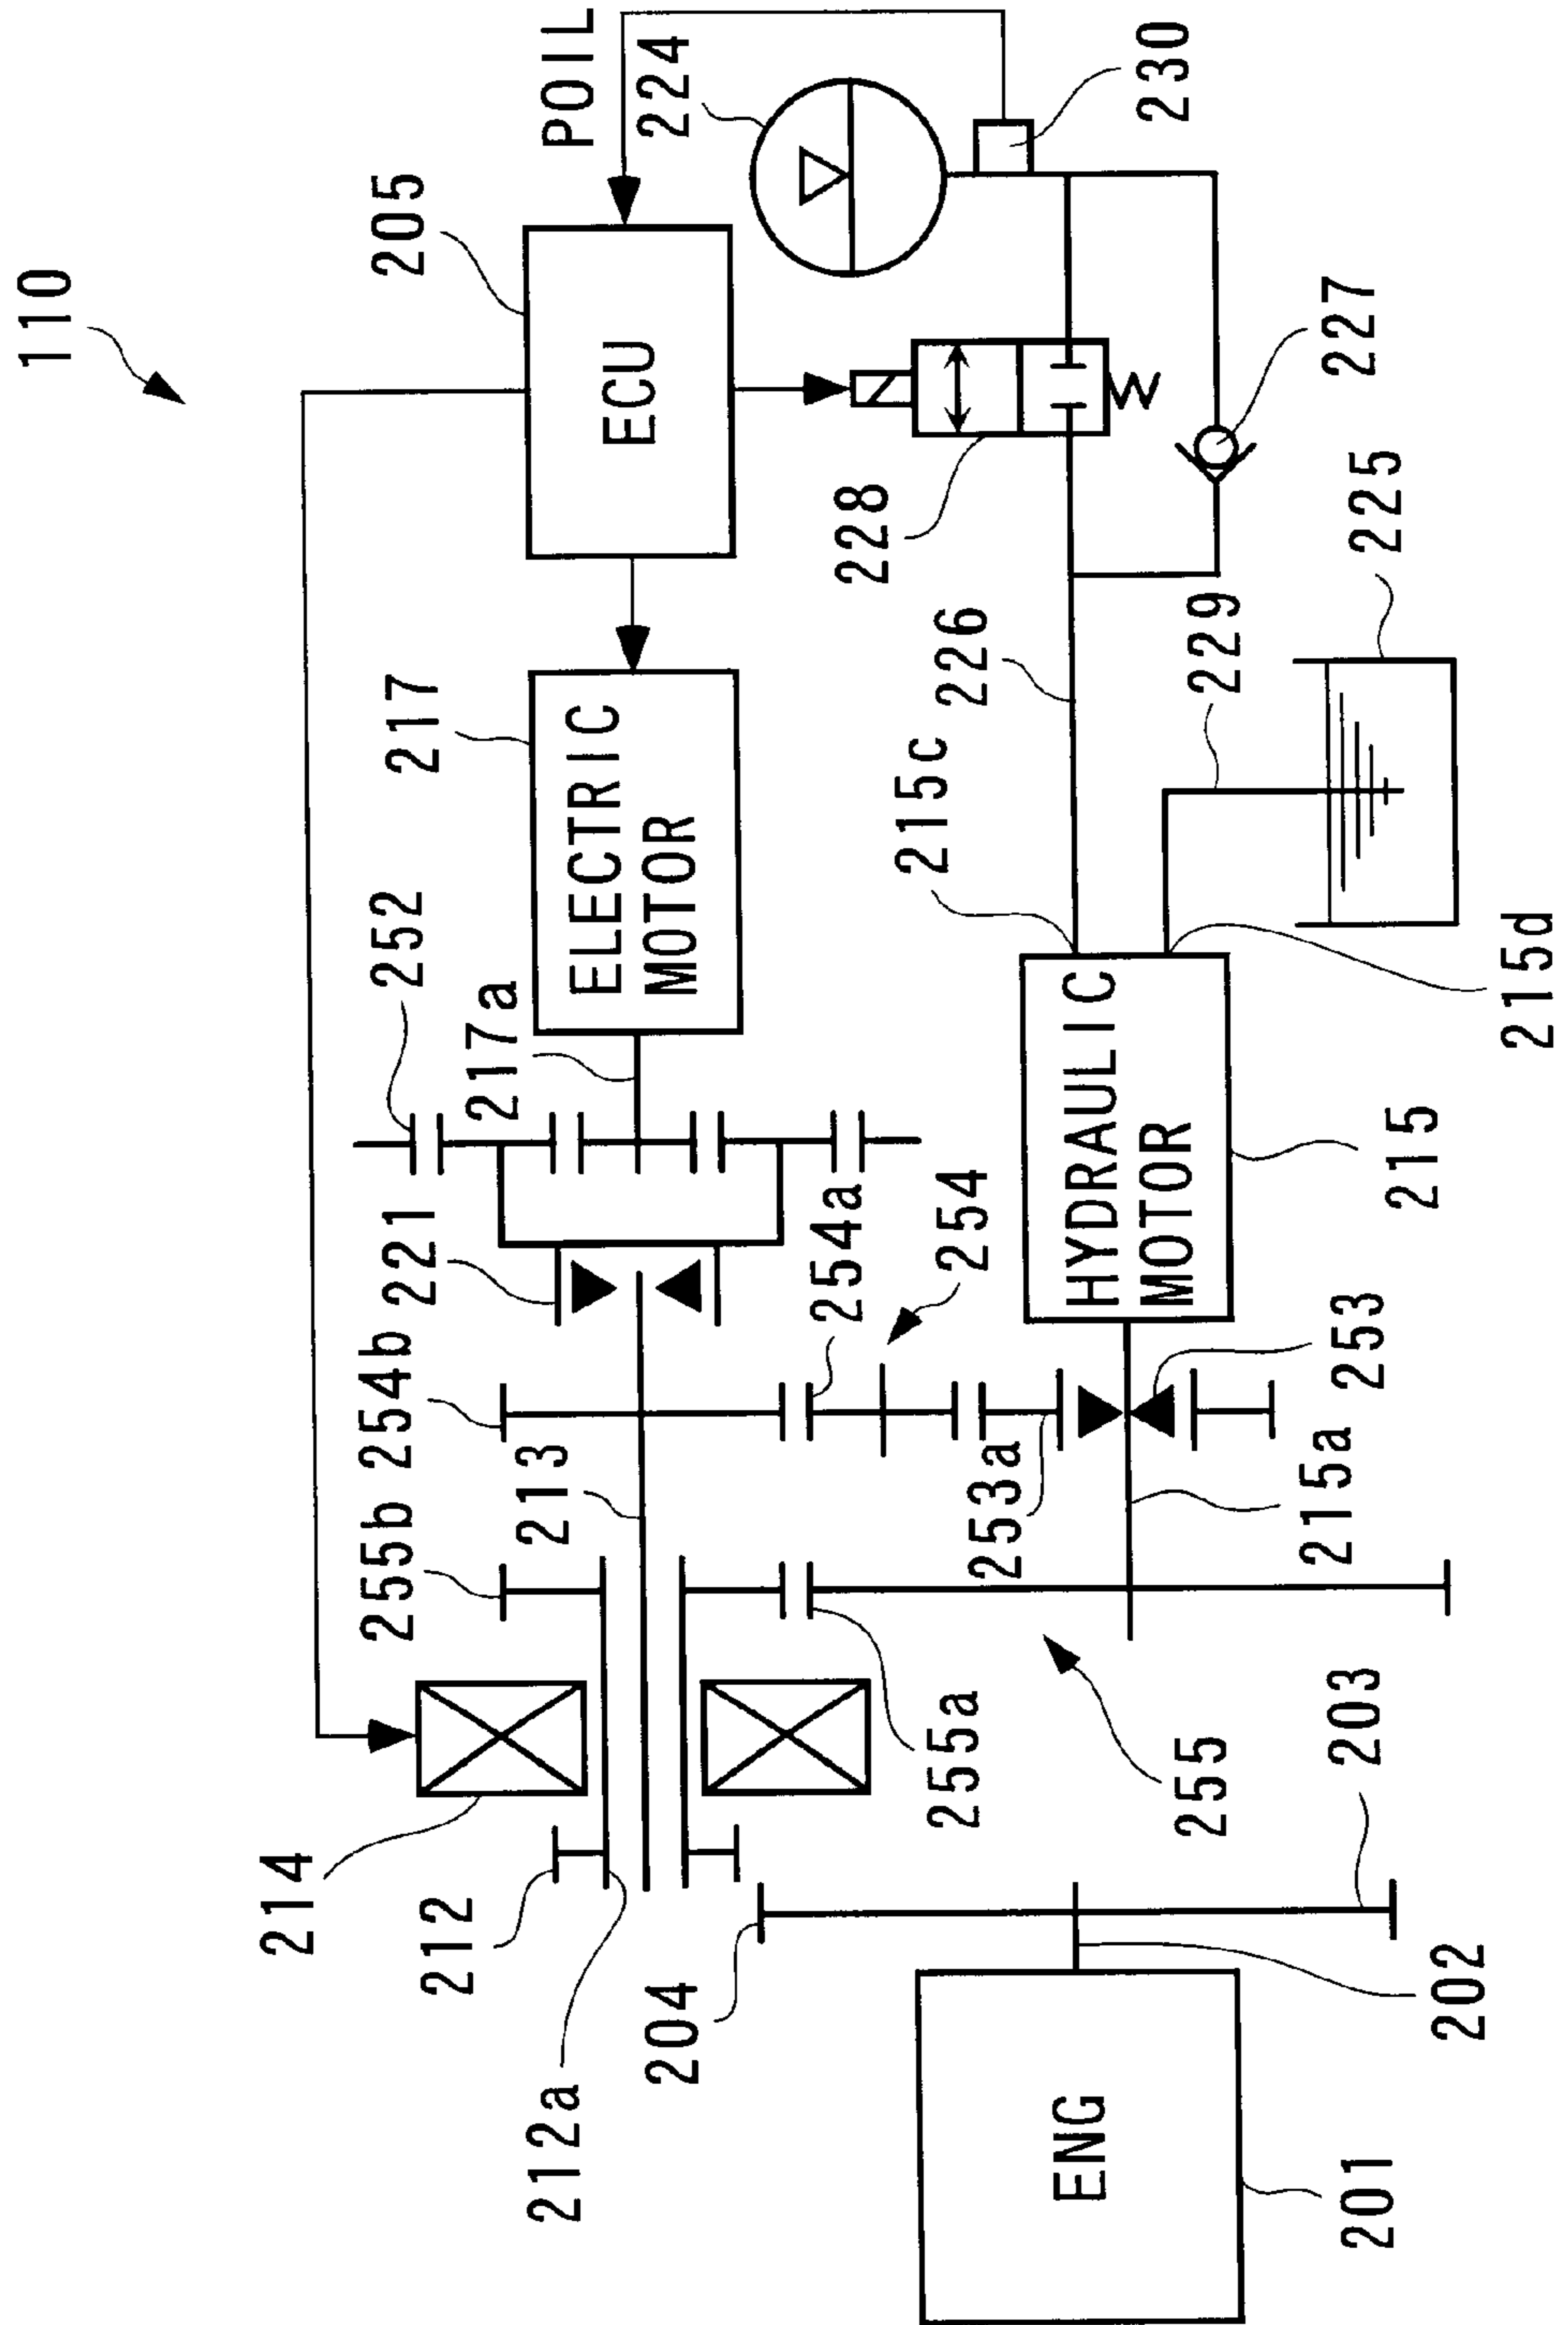 110
POIL
224
230
205
ECU
228
227
225
217
ELECTRIC
MOTOR
226
229
215c
215d
252
217a
HYDRAULIC
MOTOR
215
221
254a
254
253
254b
213
253a
215a
255b
255a
255
203
214
212
212a
204
202
ENG
201